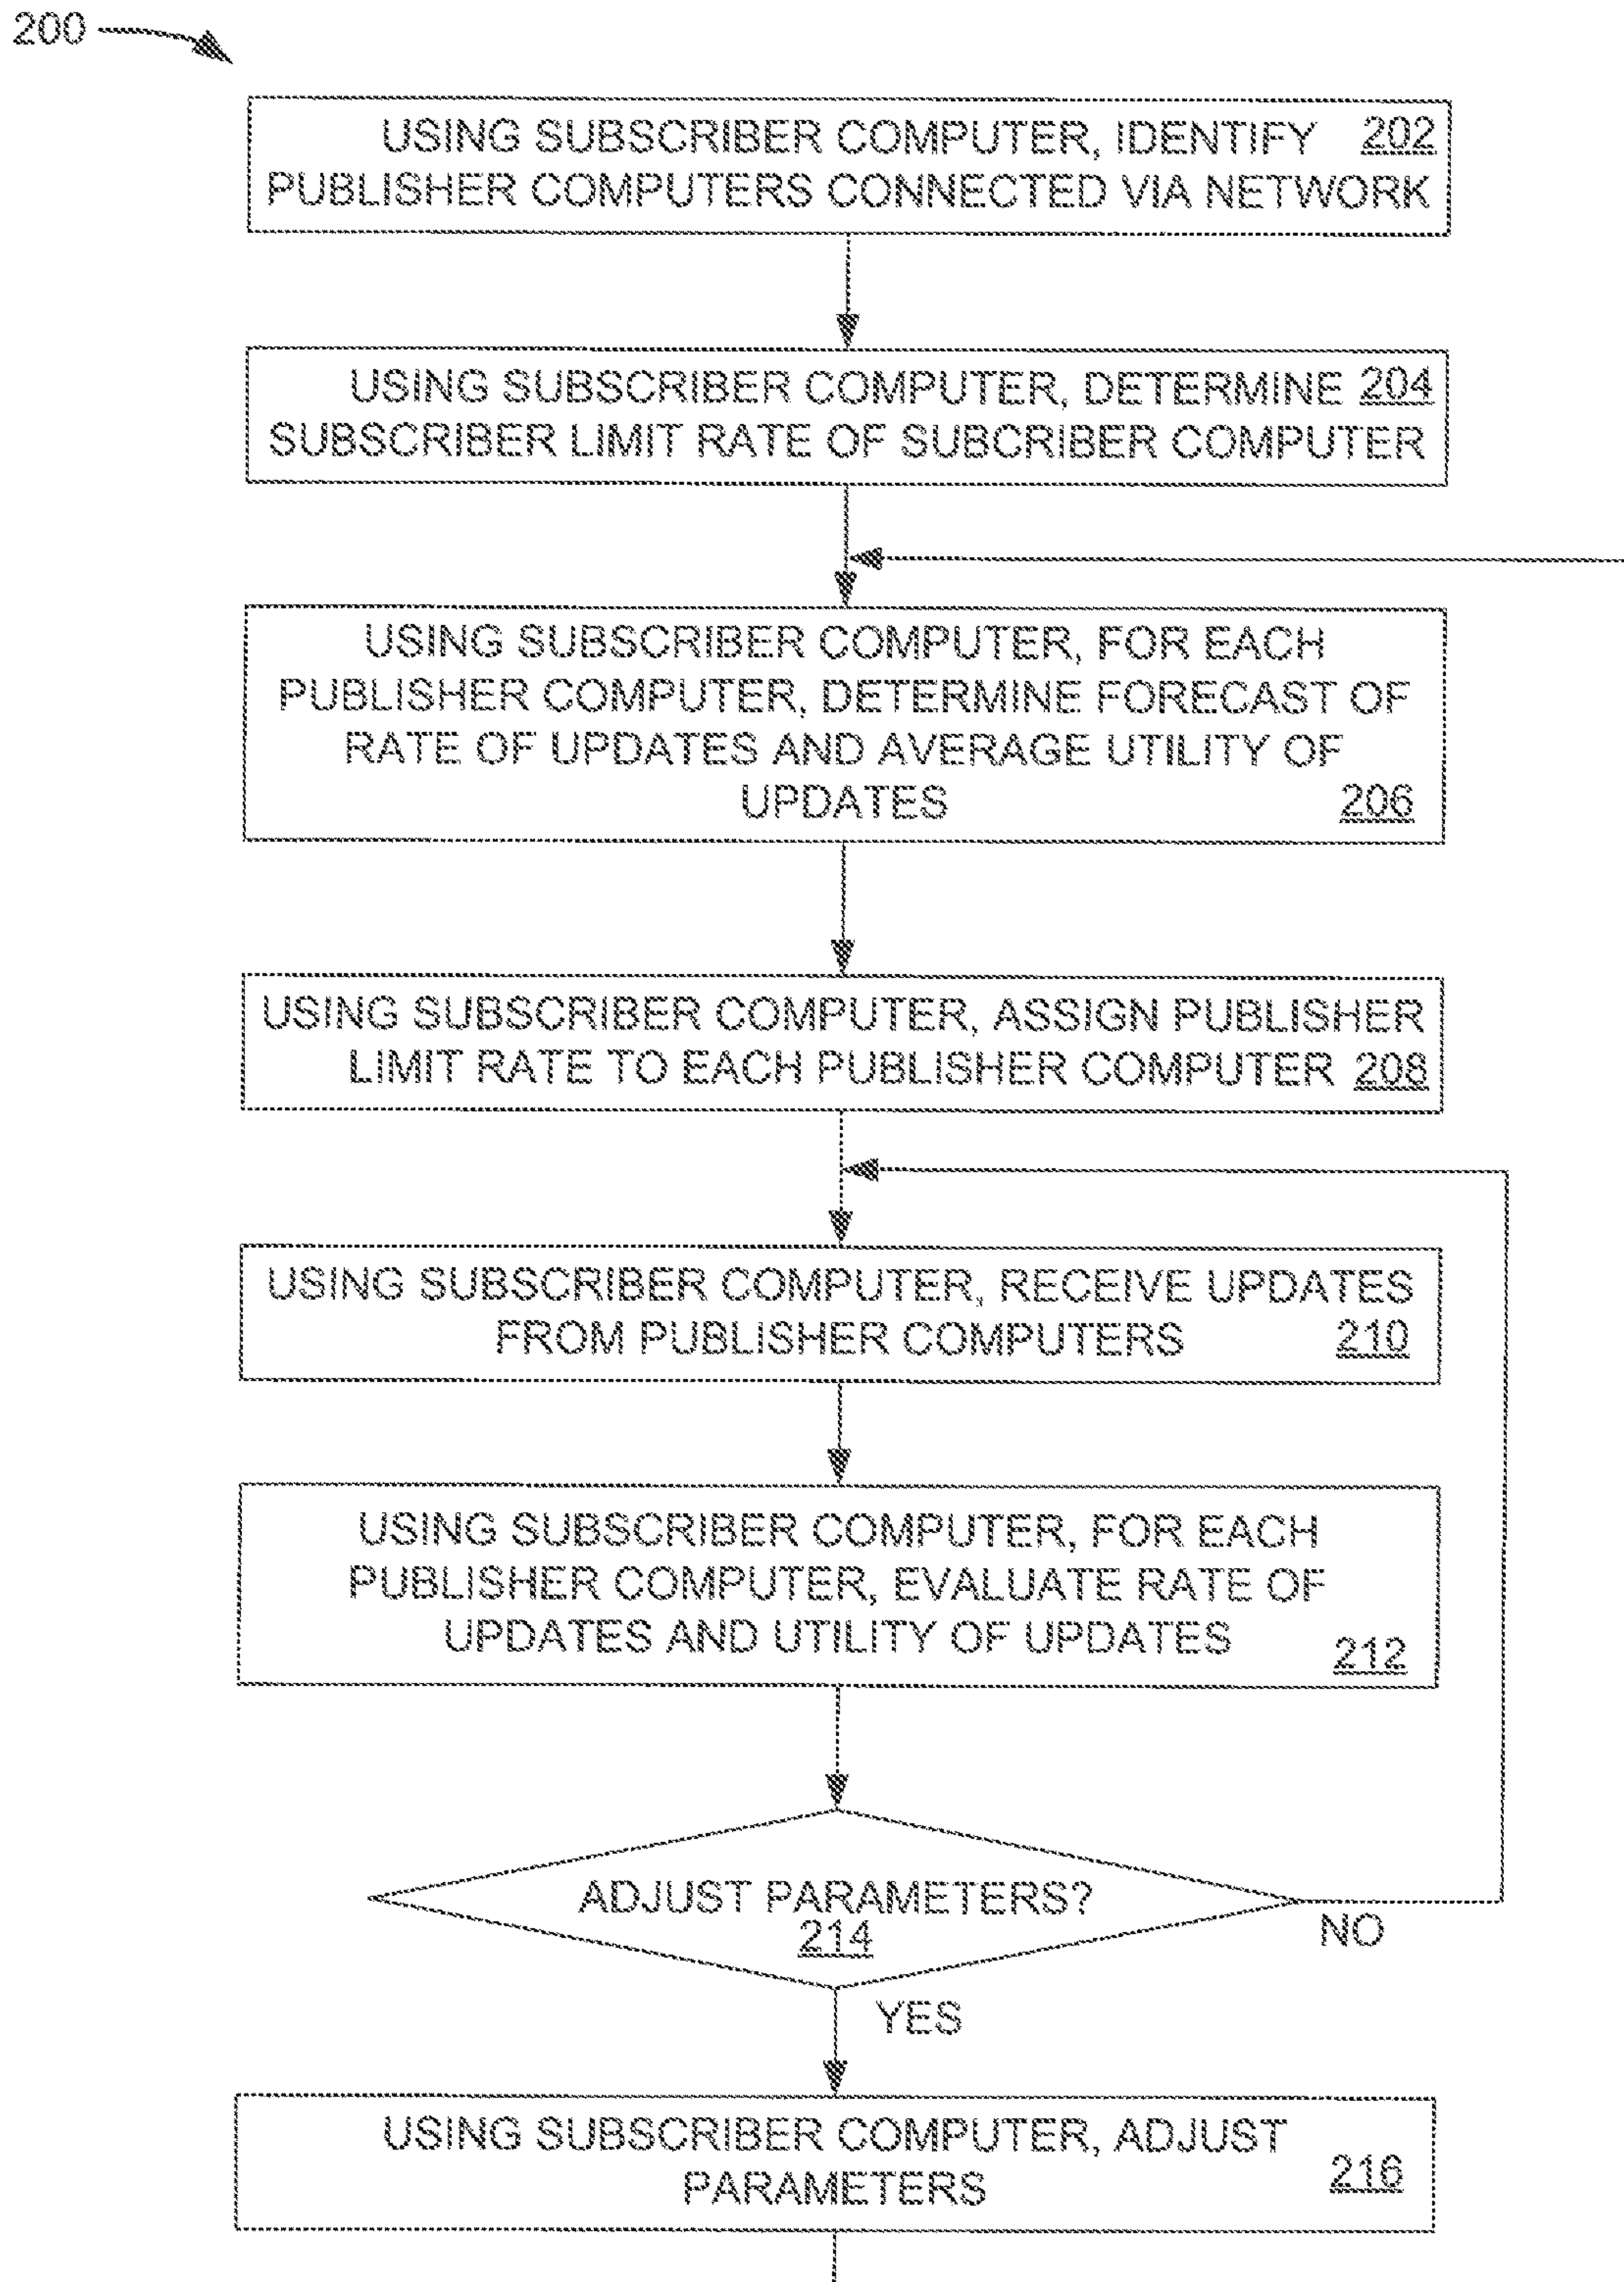 200
USING SUBSCRIBER COMPUTER, IDENTIFY 202
PUBLISHER COMPUTERS CONNECTED VIA NETWORK
USING SUBSCRIBER COMPUTER, DETERMINE 204
SUBSCRIBER LIMIT RATE OF SUBCRIBER COMPUTER
USING SUBSCRIBER COMPUTER, FOR EACH
PUBLISHER COMPUTER, DETERMINE FORECAST OF
RATE OF UPDATES AND AVERAGE UTILITY OF
UPDATES 206
USING SUBSCRIBER COMPUTER, ASSIGN PUBLISHER
LIMIT RATE TO EACH PUBLISHER COMPUTER 208
USING SUBSCRIBER COMPUTER, RECEIVE UPDATES
FROM PUBLISHER COMPUTERS 210
USING SUBSCRIBER COMPUTER, FOR EACH
PUBLISHER COMPUTER, EVALUATE RATE OF
UPDATES AND UTILITY OF UPDATES
212
ADJUST PARAMETERS?
214
NO
YES
USING SUBSCRIBER COMPUTER, ADJUST
PARAMETERS 216